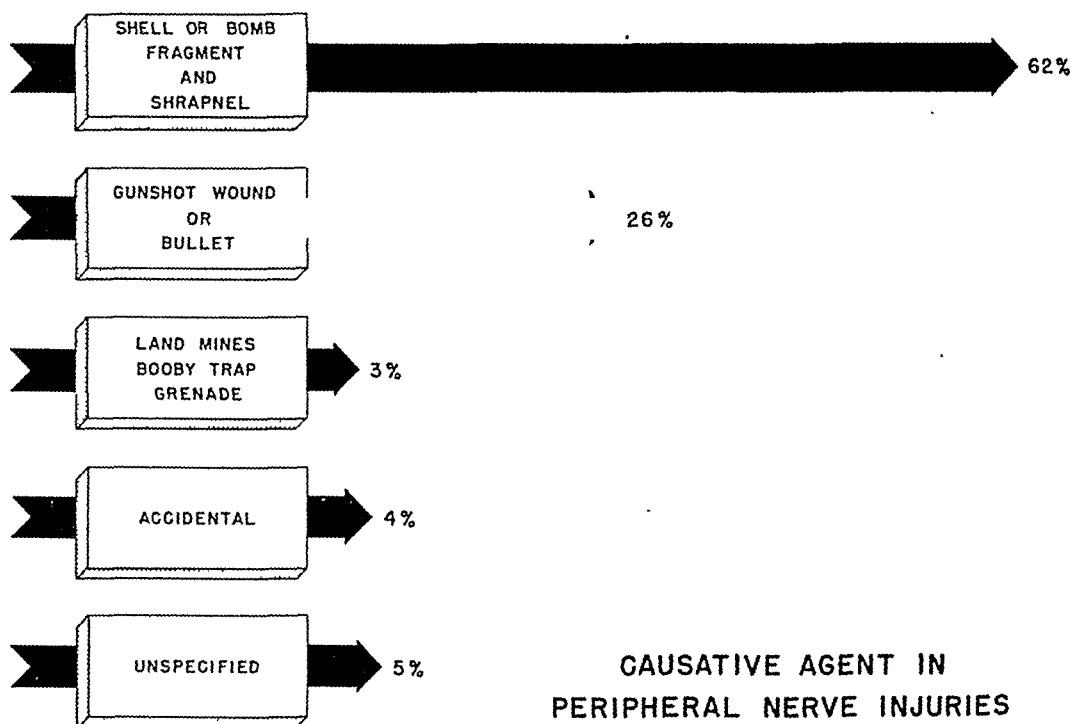 SHELL OR BOMB
FRAGMENT
AND
SHRAPNEL
62%
GUNSHOT WOUND
OR
BULLET
26%
LAND MINES
BOOBY TRAP
GRENADE
3%
ACCIDENTAL
4%
UNSPECIFIED
5%
CAUSATIVE AGENT IN
PERIPHERAL NERVE INJURIES